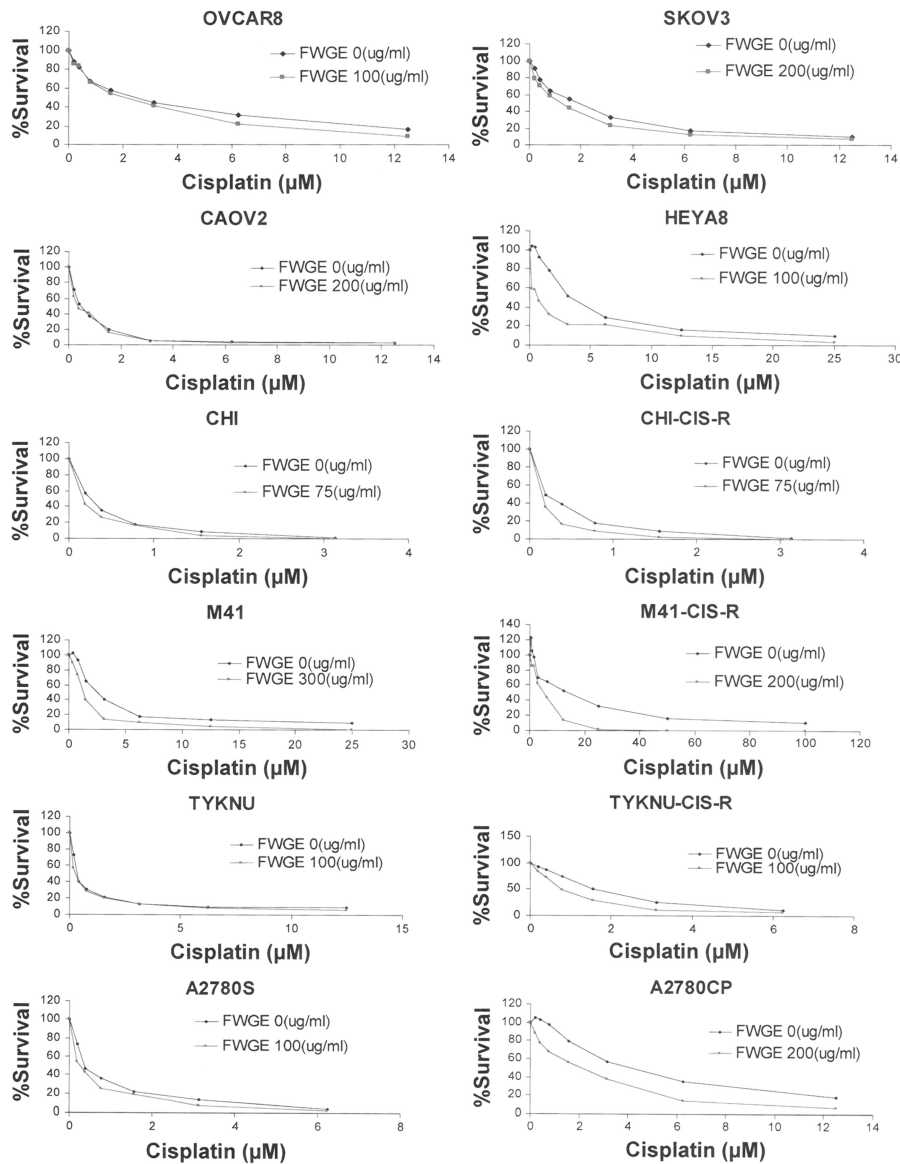 OVCAR8
%Survival
120
100
80
60
40
20
0
FWGE 0(ug/ml)
FWGE 100(ug/ml)
0 2 4 6 8 10 12 14
Cisplatin (µM)
SKOV3
%Survival
120
100
80
60
40
20
0
FWGE 0(ug/ml)
FWGE 200(ug/ml)
0 2 4 6 8 10 12 14
Cisplatin (µM)
CAOV2
%Survival
120
100
80
60
40
20
0
FWGE 0(ug/ml)
FWGE 200(ug/ml)
0 2 4 6 8 10 12 14
Cisplatin (µM)
HEYA8
%Survival
120
100
80
60
40
20
0
FWGE 0(ug/ml)
FWGE 100(ug/ml)
0 5 10 15 20 25 30
Cisplatin (µM)
CHI
%Survival
120
100
80
60
40
20
0
FWGE 0(ug/ml)
FWGE 75(ug/ml)
0 1 2 3 4
Cisplatin (µM)
CHI-CIS-R
%Survival
120
100
80
60
40
20
0
FWGE 0(ug/ml)
FWGE 75(ug/ml)
0 1 2 3 4
Cisplatin (µM)
M41
%Survival
120
100
80
60
40
20
0
FWGE 0(ug/ml)
FWGE 300(ug/ml)
0 5 10 15 20 25 30
Cisplatin (µM)
M41-CIS-R
%Survival
140
120
100
80
60
40
20
0
FWGE 0(ug/ml)
FWGE 200(ug/ml)
0 20 40 60 80 100 120
Cisplatin (µM)
TYKNU
%Survival
120
100
80
60
40
20
0
FWGE 0(ug/ml)
FWGE 100(ug/ml)
0 5 10 15
Cisplatin (µM)
TYKNU-CIS-R
%Survival
150
100
50
0
FWGE 0(ug/ml)
FWGE 100(ug/ml)
0 2 4 6 8
Cisplatin (µM)
A2780S
%Survival
120
100
80
60
40
20
0
FWGE 0(ug/ml)
FWGE 100(ug/ml)
0 2 4 6 8
Cisplatin (µM)
A2780CP
%Survival
120
100
80
60
40
20
0
FWGE 0(ug/ml)
FWGE 200(ug/ml)
0 2 4 6 8 10 12 14
Cisplatin (µM)